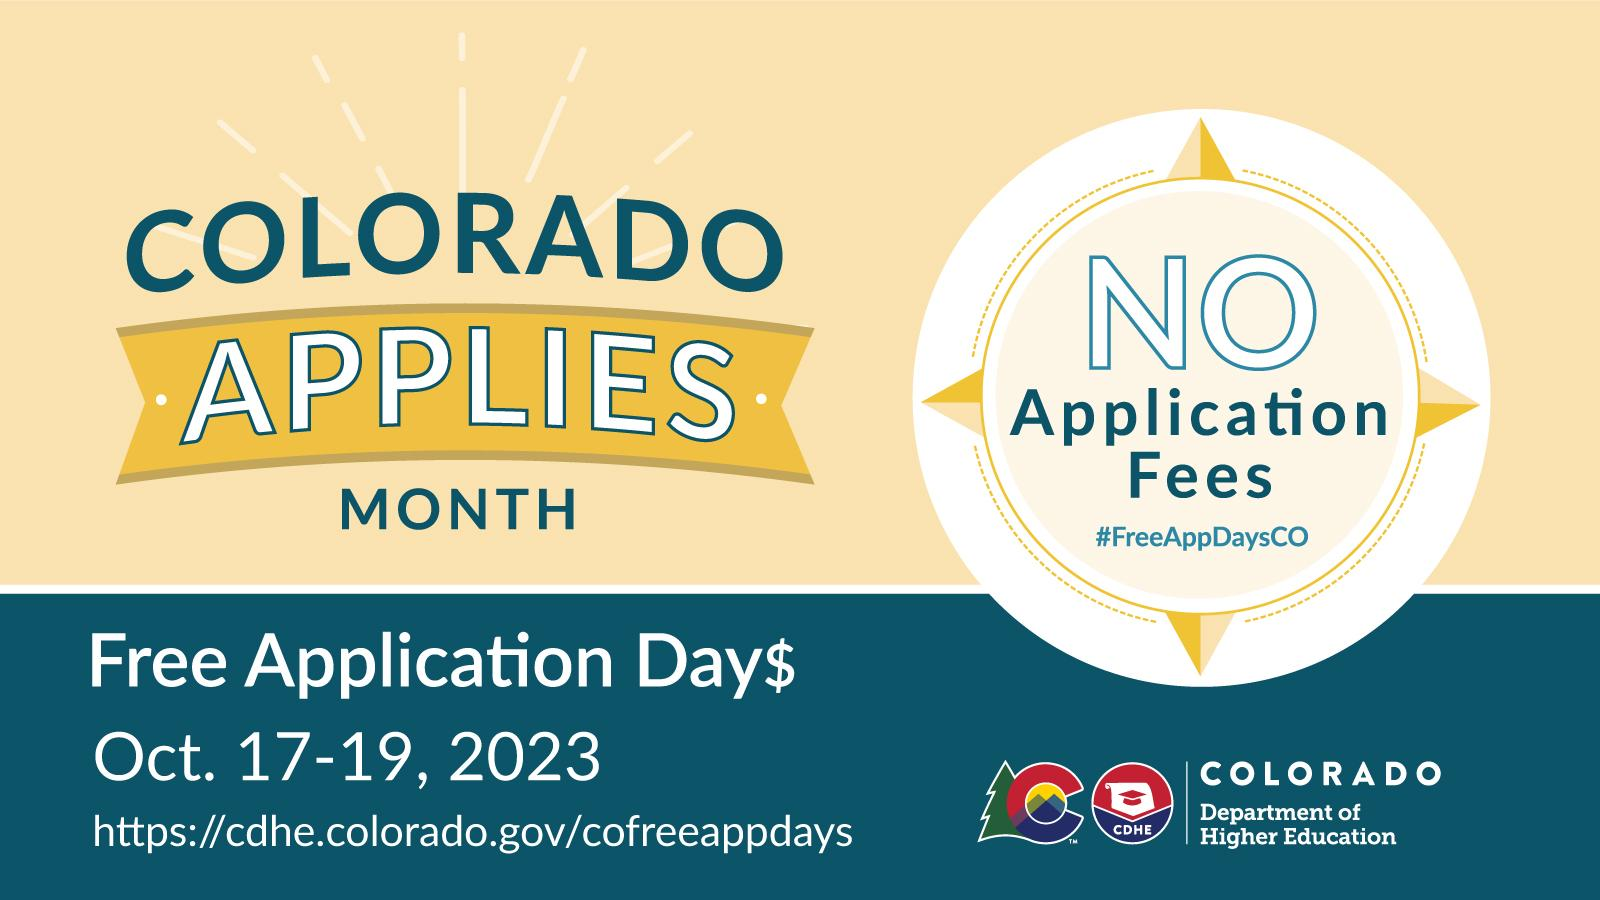 COLORADO
APPLIES
MONTH
NO
Application
Fees
#FreeAppDaysCO
Free Application Day$
Oct. 17-19, 2023
https://cdhe.colorado.gov/cofreeappdays
CDHE
TM
COLORADO
Department of
Higher Education